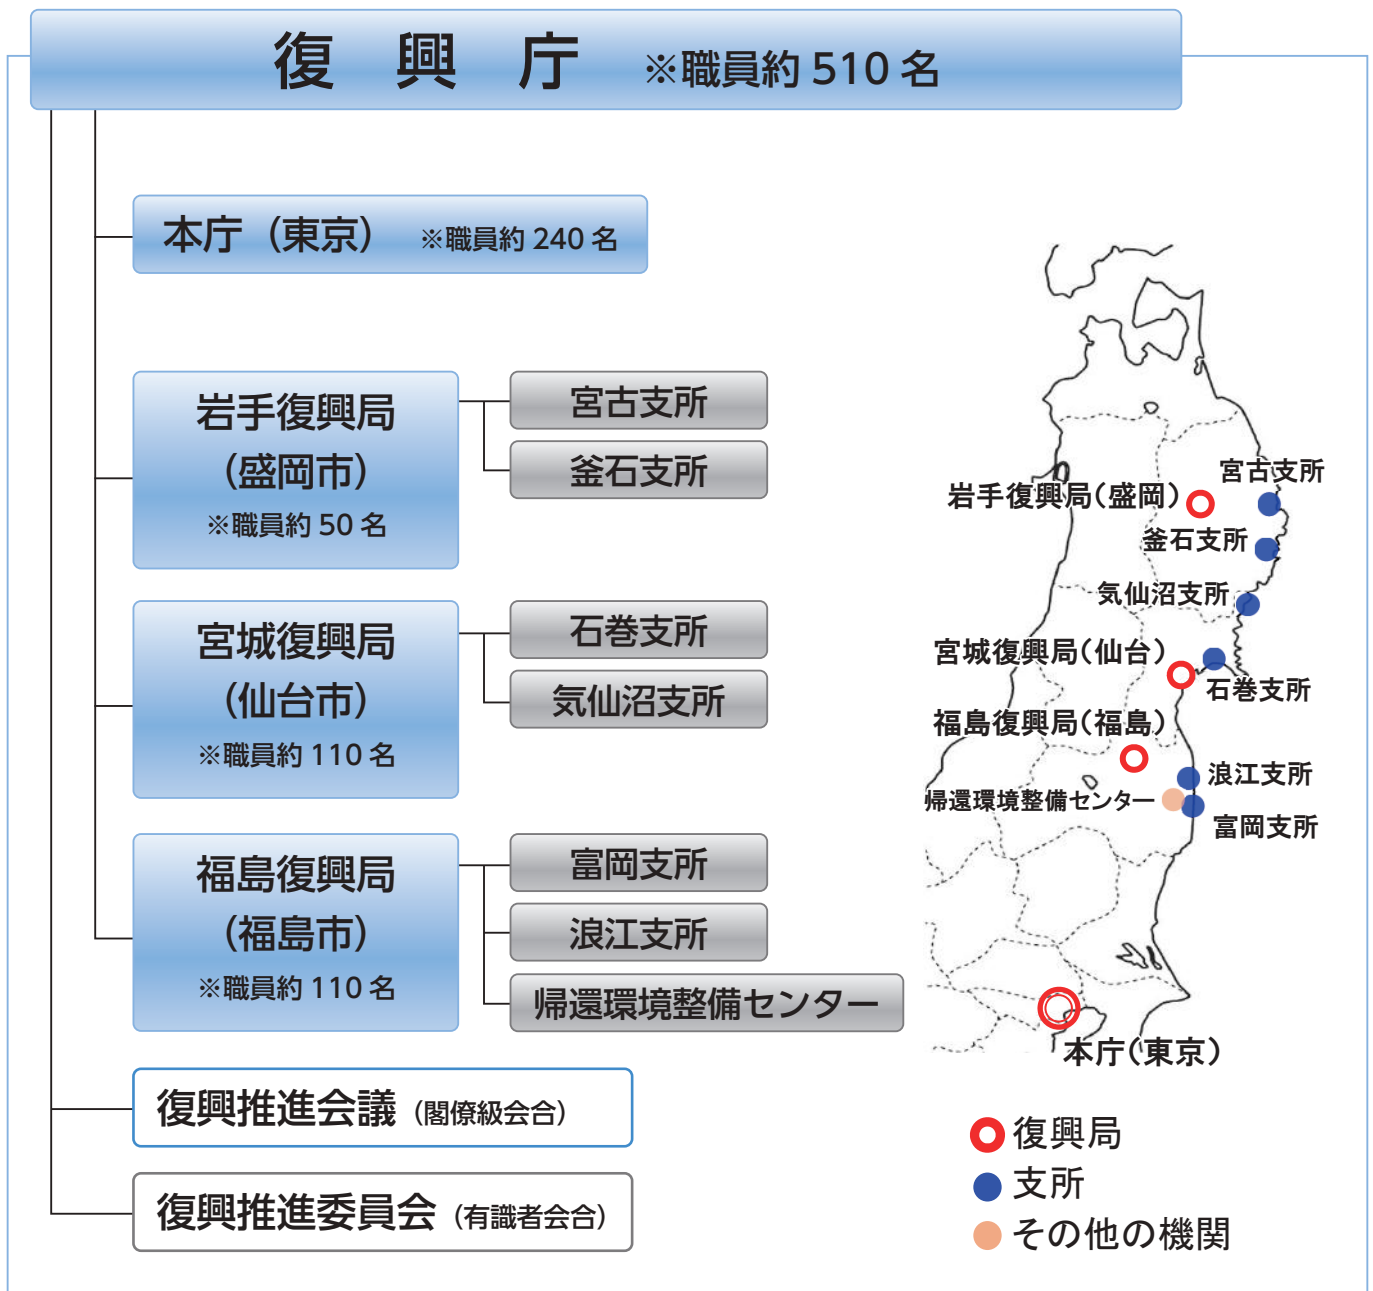 復興庁 ※職員約 510 名
本庁（東京） ※職員約 240 名
岩手復興局
（盛岡市）
※職員約 50 名
宮古支所
釜石支所
宮城復興局
（仙台市）
※職員約 110 名
石巻支所
気仙沼支所
福島復興局
（福島市）
※職員約 110 名
富岡支所
浪江支所
帰還環境整備センター
復興推進会議（閣僚級会合）
復興推進委員会（有識者会合）
宮古支所
岩手復興局（盛岡）
釜石支所
気仙沼支所
宮城復興局（仙台）
石巻支所
福島復興局（福島）
浪江支所
帰還環境整備センター
富岡支所
本庁（東京）
復興局
支所
その他の機関